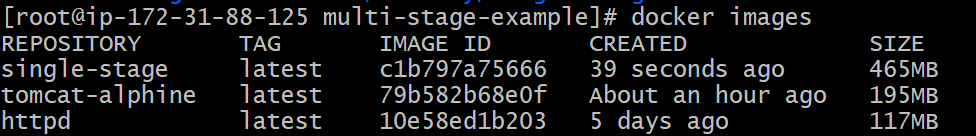 [root@ip-172-31-88-125 multi-stage-example]# docker images
REPOSITORY TAG IMAGE ID CREATED SIZE
single-stage latest c1b797a75666 39 seconds ago 465MB
tomcat-alphine latest 79b582b68e0f About an hour ago 195MB
httpd latest 10e58ed1b203 5 days ago 117MB